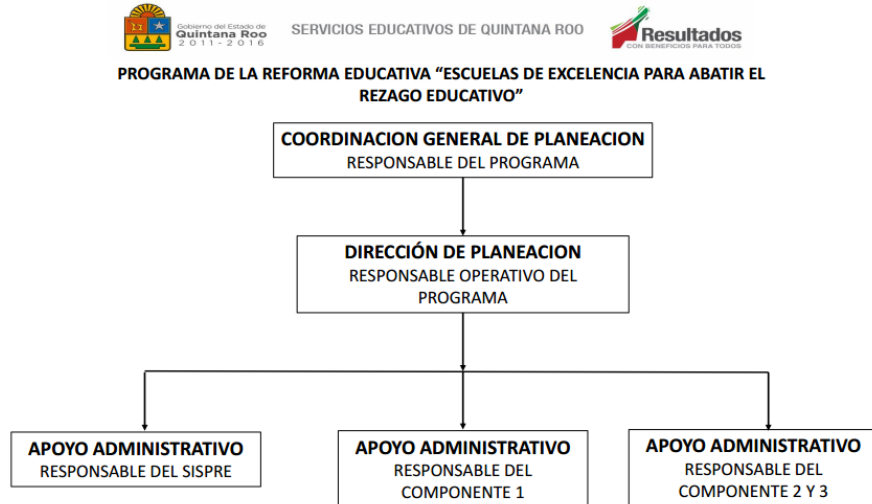 Gobierno del Estado de
Quintana Roo
2011-2016
SERVICIOS EDUCATIVOS DE QUINTANA ROO
Resultados
CON BENEFICIOS PARA TODOS
PROGRAMA DE LA REFORMA EDUCATIVA “ESCUELAS DE EXCELENCIA PARA ABATIR EL
REZAGO EDUCATIVO”
COORDINACION GENERAL DE PLANEACION
RESPONSABLE DEL PROGRAMA
DIRECCIÓN DE PLANEACION
RESPONSABLE OPERATIVO DEL
PROGRAMA
APOYO ADMINISTRATIVO
RESPONSABLE DEL SISPRE
APOYO ADMINISTRATIVO
RESPONSABLE DEL
COMPONENTE 1
APOYO ADMINISTRATIVO
RESPONSABLE DEL
COMPONENTE 2 Y 3